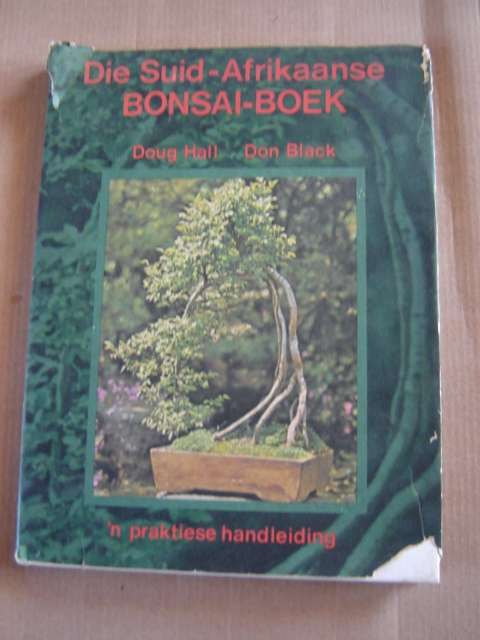 Die Suid-Afrikaanse
BONSAI-BOEK
Doug Hall Don Black
'n praktiese handleiding